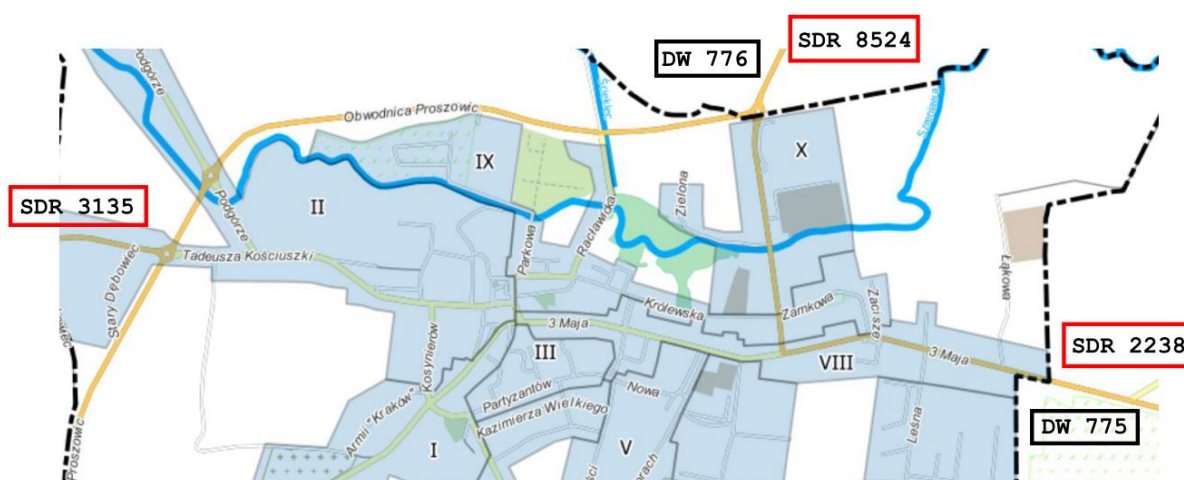 SDR 8524
DW 776
Podgórze
Ścieklec
Szreniawa
Obwodnica Proszowic
IX
X
SDR 3135
II
Podgórze
Zielona
Racławicka
Parkowa
Tadeusza Kościuszki
Stary Dębowiec
Łąkowa
Królewska
Zamkowa
Zacisze
3 Maja
3 Maja
SDR 2238
III
VIII
Kosynierów
Nowa
Partyzantów
Armii "Kraków"
Kazimierza Wielkiego
Leśna
DW 775
I
V
Proszowic